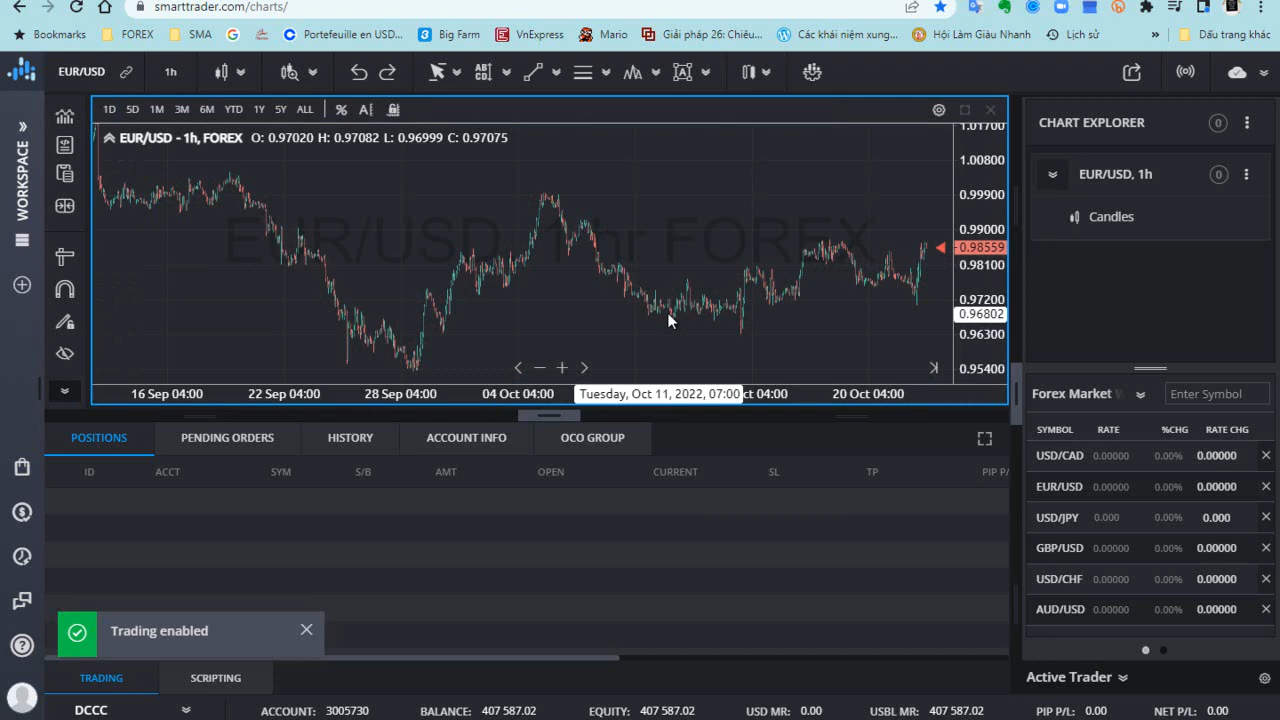 smarttrader.com/charts/
Bookmarks FOREX SMA Portefeuille en USD... Big Farm VnExpress Mario Giải pháp 26: Chiêu... Các khái niệm xung... Hội Làm Giàu Nhanh Lịch sử » Dấu trang khác
EUR/USD 1h
1D 5D 1M 3M 6M YTD 1Y 5Y ALL %
EUR/USD - 1h, FOREX O: 0.97020 H: 0.97082 L: 0.96999 C: 0.97075
EUR/USD, 1hr FOREX
1.01700
1.00800
0.99900
0.99000
0.98559
0.98100
0.97200
0.96802
0.96300
0.95400
16 Sep 04:00 22 Sep 04:00 28 Sep 04:00 04 Oct 04:00 Tuesday, Oct 11, 2022, 07:00 ct 04:00 20 Oct 04:00
WORKSPACE
CHART EXPLORER 0
EUR/USD, 1h 0
Candles
POSITIONS PENDING ORDERS HISTORY ACCOUNT INFO OCO GROUP
ID ACCT SYM S/B AMT OPEN CURRENT SL TP PIP P/
Forex Market W Enter Symbol
SYMBOL RATE %CHG RATE CHG
USD/CAD 0.00000 0.00% 0.00000
EUR/USD 0.00000 0.00% 0.00000
USD/JPY 0.000 0.00% 0.000
GBP/USD 0.00000 0.00% 0.00000
USD/CHF 0.00000 0.00% 0.00000
AUD/USD 0.00000 0.00% 0.00000
Trading enabled
TRADING SCRIPTING
Active Trader
DCCC ACCOUNT: 3005730 BALANCE: 407 587.02 EQUITY: 407 587.02 USD MR: 0.00 USBL MR: 407 587.02 PIP P/L: 0.00 NET P/L: 0.00